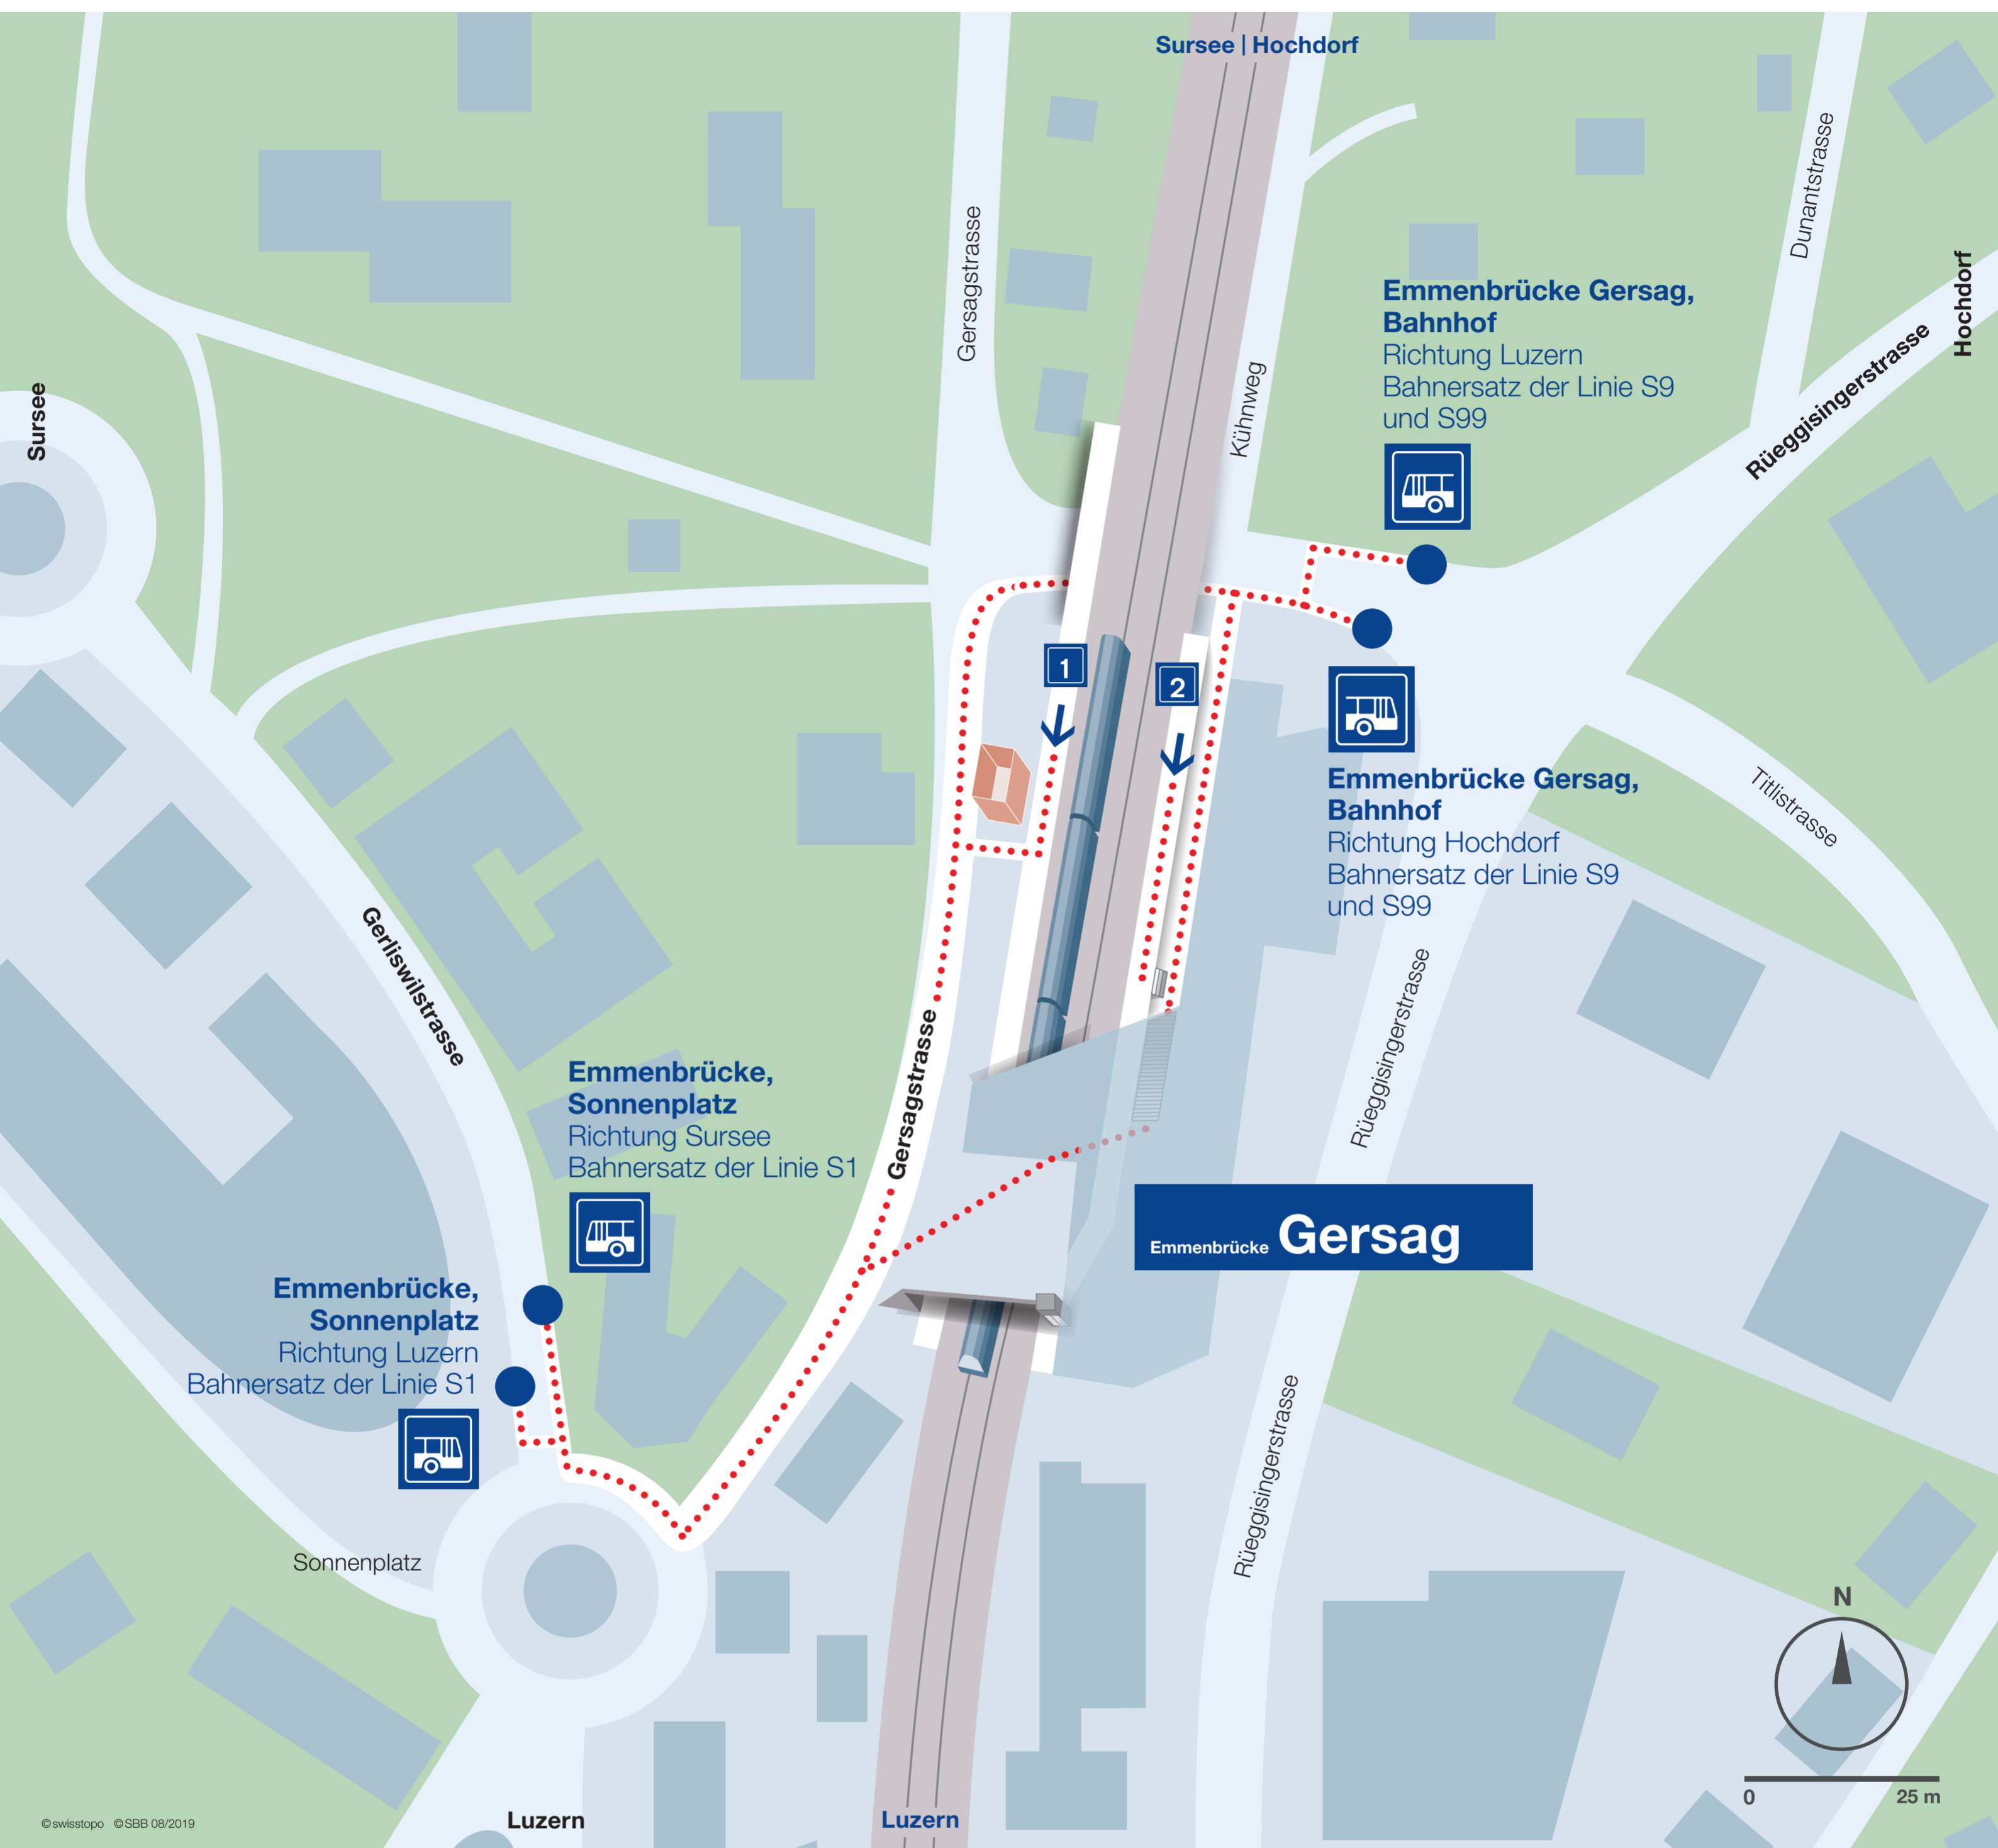 Sursee | Hochdorf
Gersagstrasse
Dunantstrasse
Hochdorf
Emmenbrücke Gersag,
Bahnhof
Richtung Luzern
Bahnersatz der Linie S9
und S99
Rüeggisingerstrasse
Kühnweg
Sursee
1
2
Emmenbrücke Gersag,
Bahnhof
Richtung Hochdorf
Bahnersatz der Linie S9
und S99
Titlistrasse
Gerliswilstrasse
Rüeggisingerstrasse
Gersagstrasse
Emmenbrücke,
Sonnenplatz
Richtung Sursee
Bahnersatz der Linie S1
Emmenbrücke Gersag
Emmenbrücke,
Sonnenplatz
Richtung Luzern
Bahnersatz der Linie S1
Rüeggisingerstrasse
Sonnenplatz
N
0 25 m
Luzern
Luzern
©swisstopo ©SBB 08/2019